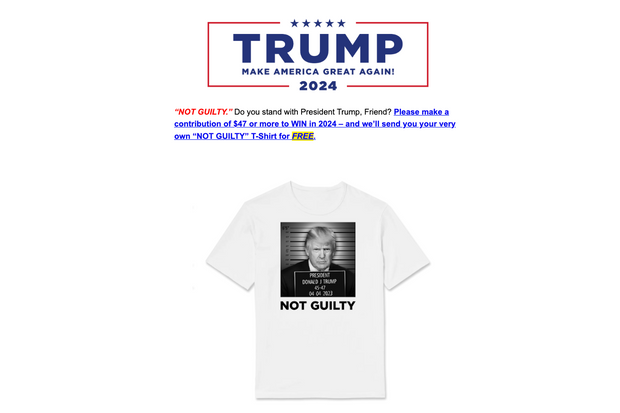 TRUMP
MAKE AMERICA GREAT AGAIN!
2024
“NOT GUILTY.” Do you stand with President Trump, Friend? Please make a
contribution of $47 or more to WIN in 2024 – and we’ll send you your very
own “NOT GUILTY” T-Shirt for FREE.
PRESIDENT
DONALD J TRUMP
45-47
04 04 2023
NOT GUILTY